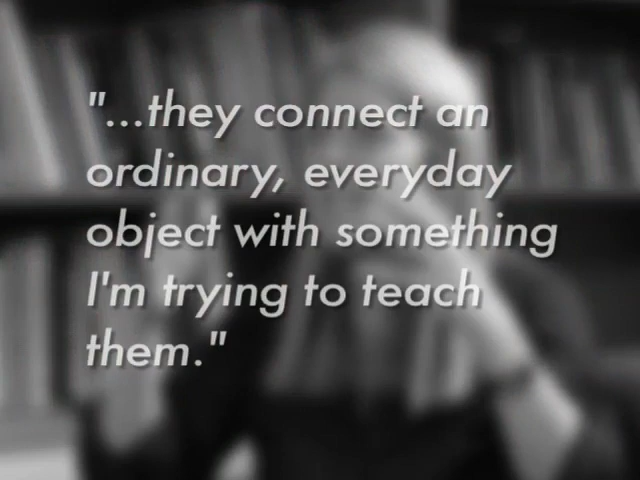 "...they connect an
ordinary, everyday
object with something
I'm trying to teach
them."